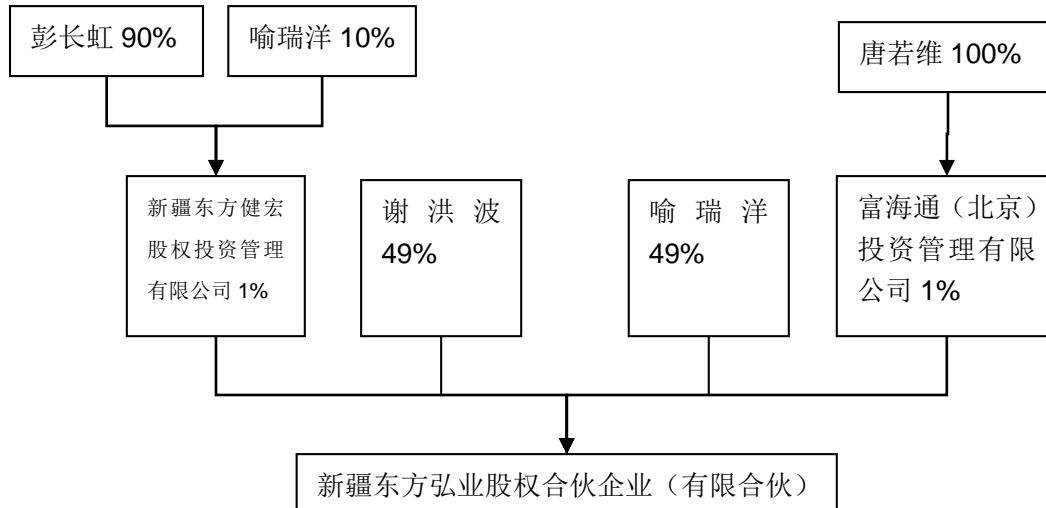 彭长虹 90%
喻瑞洋 10%
唐若维 100%
新疆东方健宏
股权投资管理
有限公司 1%
谢洪波
49%
喻瑞洋
49%
富海通（北京）
投资管理有限
公司 1%
新疆东方弘业股权合伙企业（有限合伙）